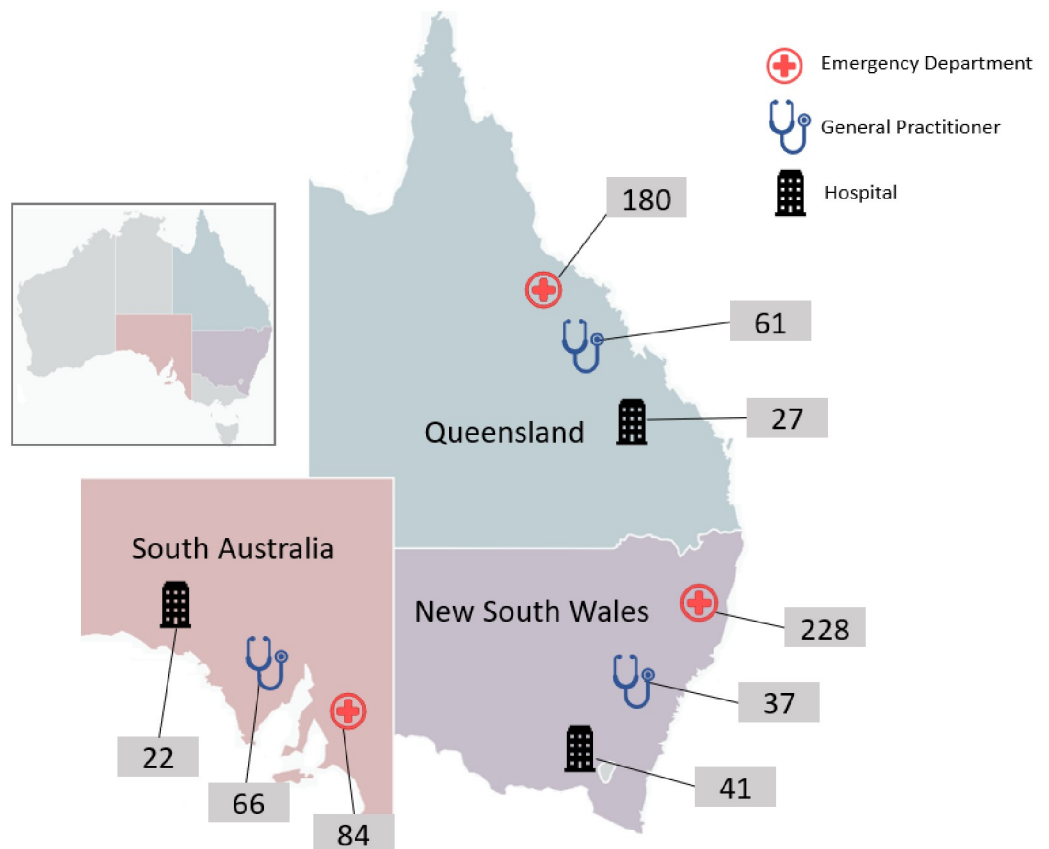 Emergency Department
General Practitioner
Hospital
180
61
27
Queensland
South Australia
New South Wales
228
37
41
22
66
84